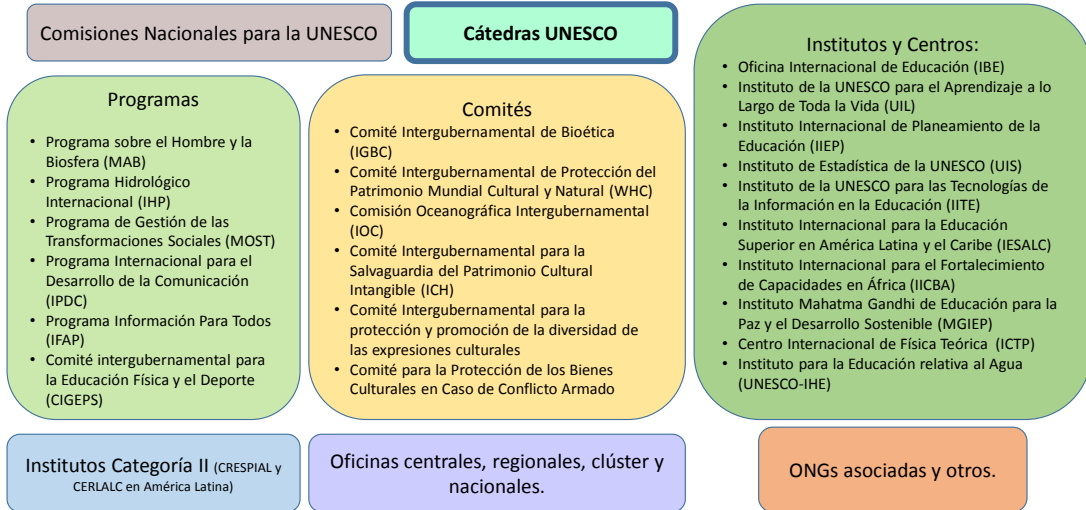 Comisiones Nacionales para la UNESCO
Cátedras UNESCO
Programas
• Programa sobre el Hombre y la
Biosfera (MAB)
• Programa Hidrológico
Internacional (IHP)
• Programa de Gestión de las
Transformaciones Sociales (MOST)
• Programa Internacional para el
Desarrollo de la Comunicación
(IPDC)
• Programa Información Para Todos
(IFAP)
• Comité intergubernamental para
la Educación Física y el Deporte
(CIGEPS)
Comités
• Comité Intergubernamental de Bioética
(IGBC)
• Comité Intergubernamental de Protección del
Patrimonio Mundial Cultural y Natural (WHC)
• Comisión Oceanográfica Intergubernamental
(IOC)
• Comité Intergubernamental para la
Salvaguardia del Patrimonio Cultural
Intangible (ICH)
• Comité Intergubernamental para la
protección y promoción de la diversidad de
las expresiones culturales
• Comité para la Protección de los Bienes
Culturales en Caso de Conflicto Armado
Institutos y Centros:
• Oficina Internacional de Educación (IBE)
• Instituto de la UNESCO para el Aprendizaje a lo
Largo de Toda la Vida (UIL)
• Instituto Internacional de Planeamiento de la
Educación (IIEP)
• Instituto de Estadística de la UNESCO (UIS)
• Instituto de la UNESCO para las Tecnologías de
la Información en la Educación (IITE)
• Instituto Internacional para la Educación
Superior en América Latina y el Caribe (IESALC)
• Instituto Internacional para el Fortalecimiento
de Capacidades en África (IICBA)
• Instituto Mahatma Gandhi de Educación para la
Paz y el Desarrollo Sostenible (MGIEP)
• Centro Internacional de Física Teórica (ICTP)
• Instituto para la Educación relativa al Agua
(UNESCO-IHE)
Institutos Categoría II (CRESPIAL y
CERLALC en América Latina)
Oficinas centrales, regionales, clúster y
nacionales.
ONGs asociadas y otros.